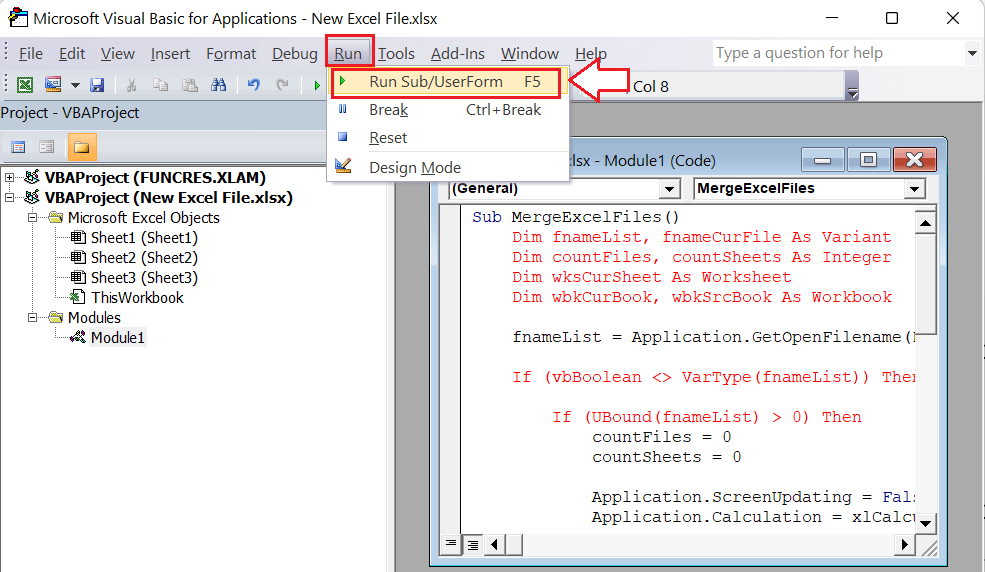 Microsoft Visual Basic for Applications - New Excel File.xlsx
File Edit View Insert Format Debug Run Tools Add-Ins Window Help Type a question for help
Run Sub/UserForm F5
Col 8
Break Ctrl+Break
Reset
Design Mode
Project - VBAProject
VBAProject (FUNCRES.XLAM)
VBAProject (New Excel File.xlsx)
Microsoft Excel Objects
Sheet1 (Sheet1)
Sheet2 (Sheet2)
Sheet3 (Sheet3)
ThisWorkbook
Modules
Module1
.xlsx - Module1 (Code)
(General) MergeExcelFiles
Sub MergeExcelFiles()
Dim fnameList, fnameCurFile As Variant
Dim countFiles, countSheets As Integer
Dim wksCurSheet As Worksheet
Dim wbkCurBook, wbkSrcBook As Workbook
fnameList = Application.GetOpenFilename(
If (vbBoolean <> VarType(fnameList)) Then
If (UBound(fnameList) > 0) Then
countFiles = 0
countSheets = 0
Application.ScreenUpdating = Fals
Application.Calculation = xlCalcu